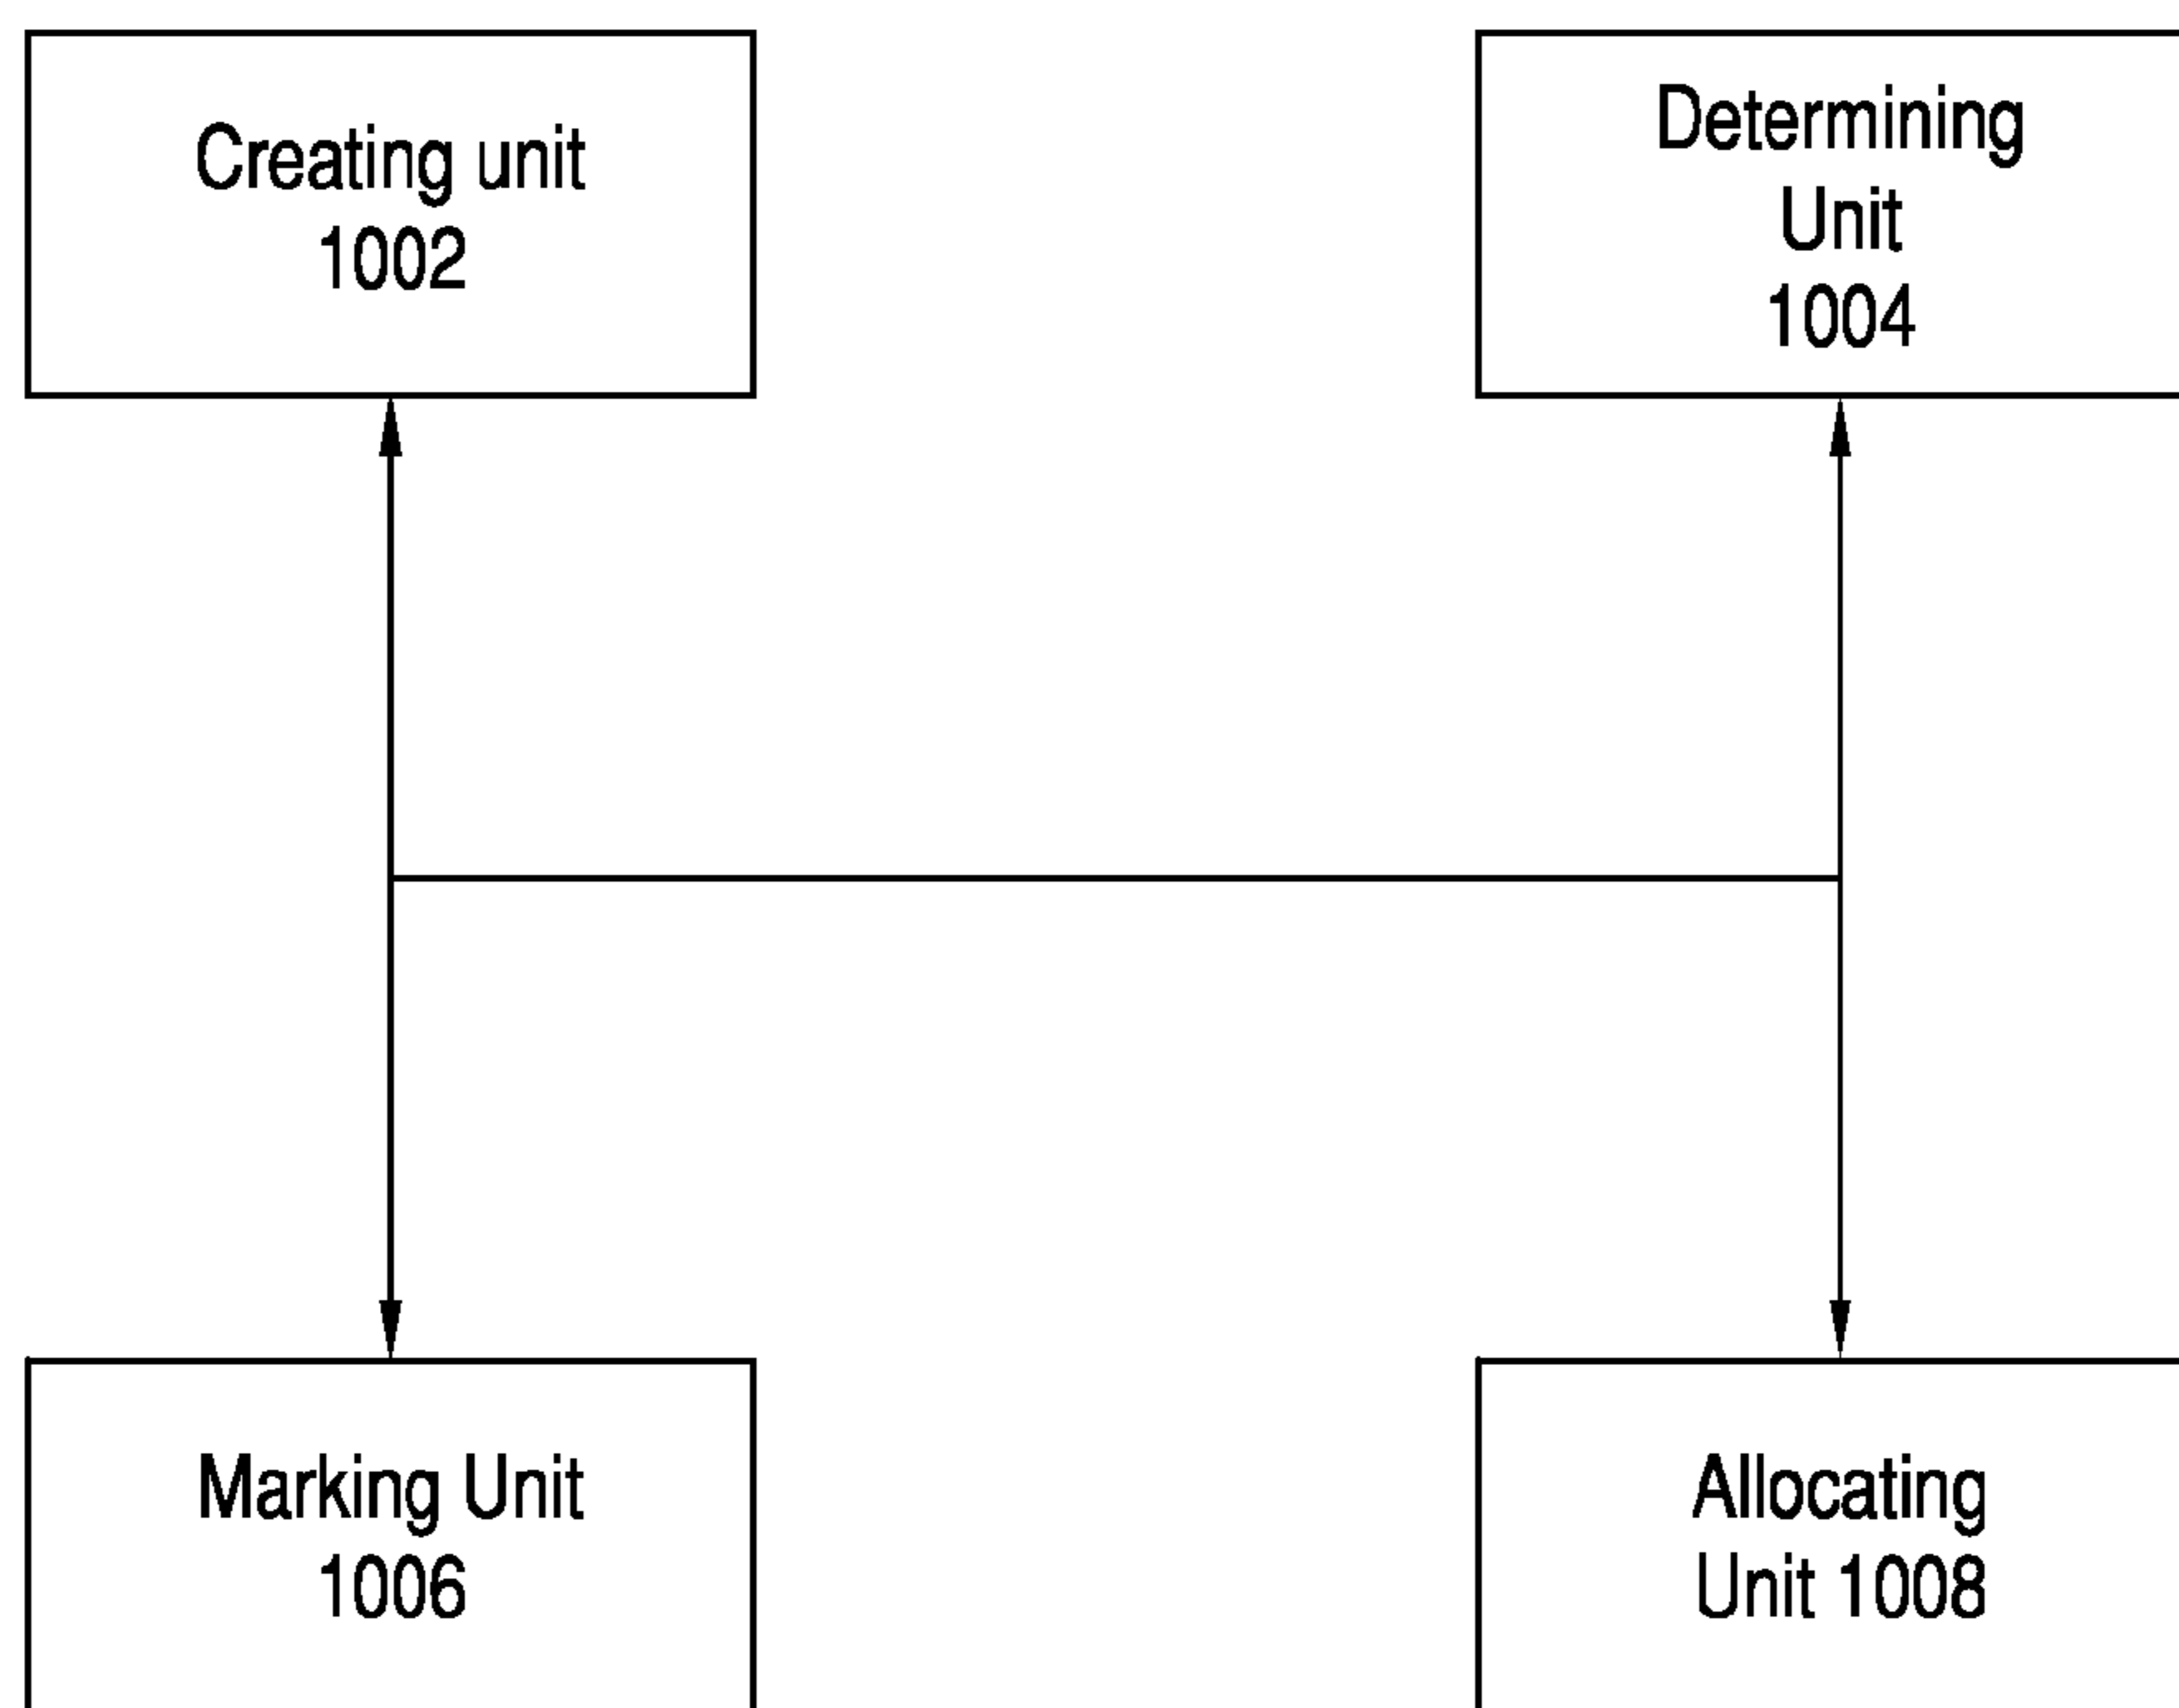 Creating unit
1002
Determining
Unit
1004
Marking Unit
1006
Allocating
Unit 1008